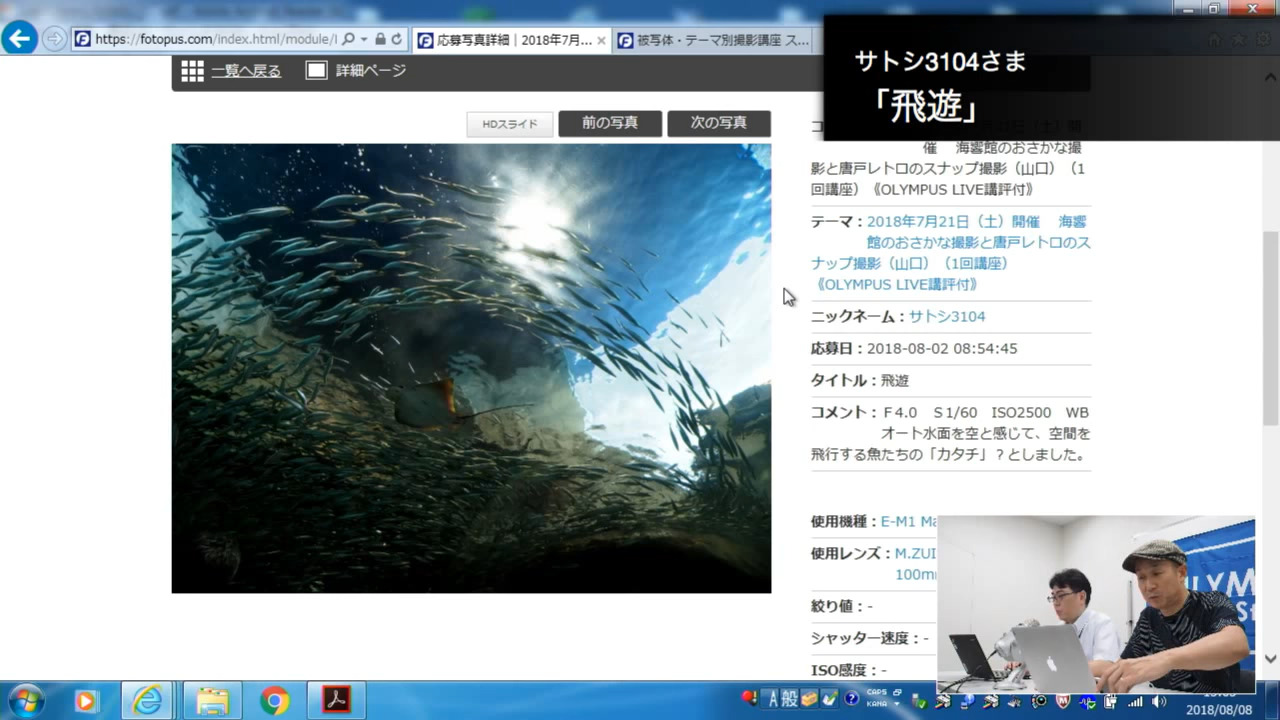 https://fotopus.com/index.html/module/
応募写真詳細｜2018年7月...
被写体・テーマ別撮影講座 ス...
サトシ3104さま
「飛遊」
一覧へ戻る
詳細ページ
HDスライド
前の写真
次の写真
催　海響館のおさかな撮
影と唐戸レトロのスナップ撮影（山口）（1
回講座）《OLYMPUS LIVE講評付》
テーマ：2018年7月21日（土）開催　海響
館のおさかな撮影と唐戸レトロのス
ナップ撮影（山口）（1回講座）
《OLYMPUS LIVE講評付》
ニックネーム：サトシ3104
応募日：2018-08-02 08:54:45
タイトル：飛遊
コメント：Ｆ4.0　Ｓ1/60　ISO2500　WB
オート水面を空と感じて、空間を
飛行する魚たちの「カタチ」？としました。
使用機種：E-M1 Ma
使用レンズ：M.ZUI
100m
絞り値：-
シャッター速度：-
ISO感度：-
A 般
CAPS
KANA
2018/08/08